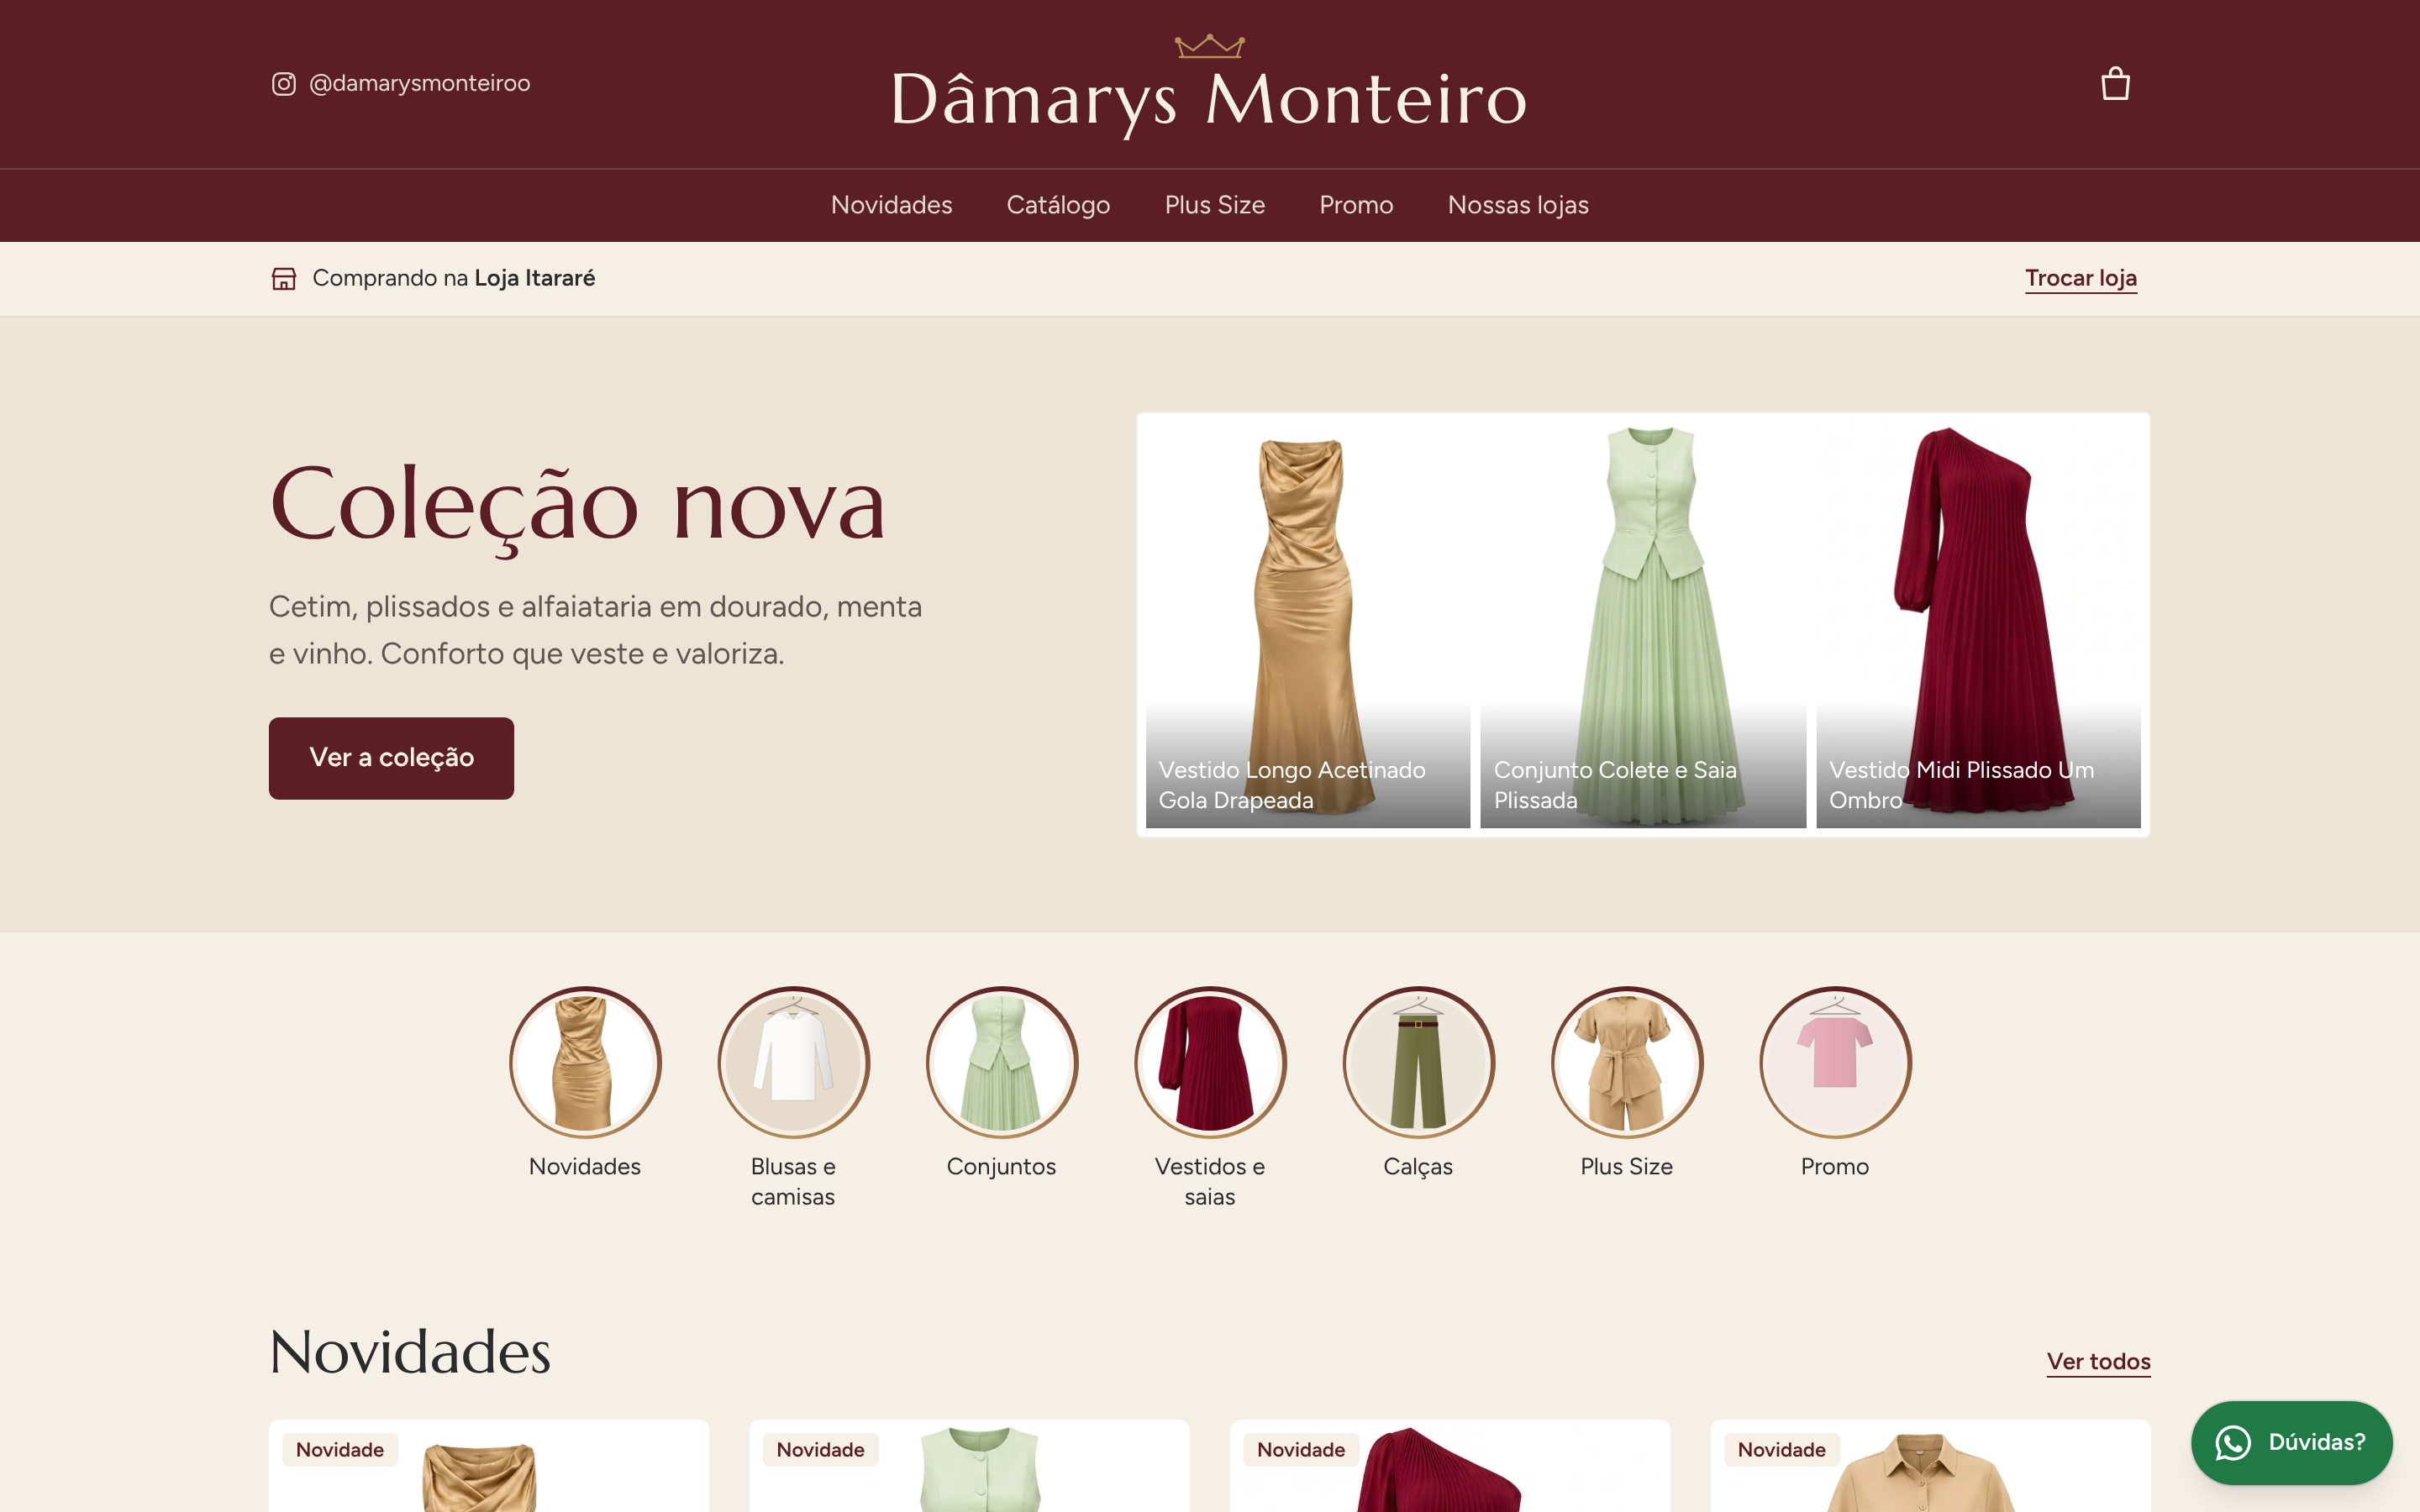 @damarysmonteiroo
Dâmarys Monteiro
Novidades
Catálogo
Plus Size
Promo
Nossas lojas
Comprando na Loja Itararé
Trocar loja
Coleção nova
Cetim, plissados e alfaiataria em dourado, menta
e vinho. Conforto que veste e valoriza.
Ver a coleção
Vestido Longo Acetinado
Gola Drapeada
Conjunto Colete e Saia
Plissada
Vestido Midi Plissado Um
Ombro
Novidades
Blusas e
camisas
Conjuntos
Vestidos e
saias
Calças
Plus Size
Promo
Novidades
Ver todos
Novidade
Novidade
Novidade
Novidade
Dúvidas?